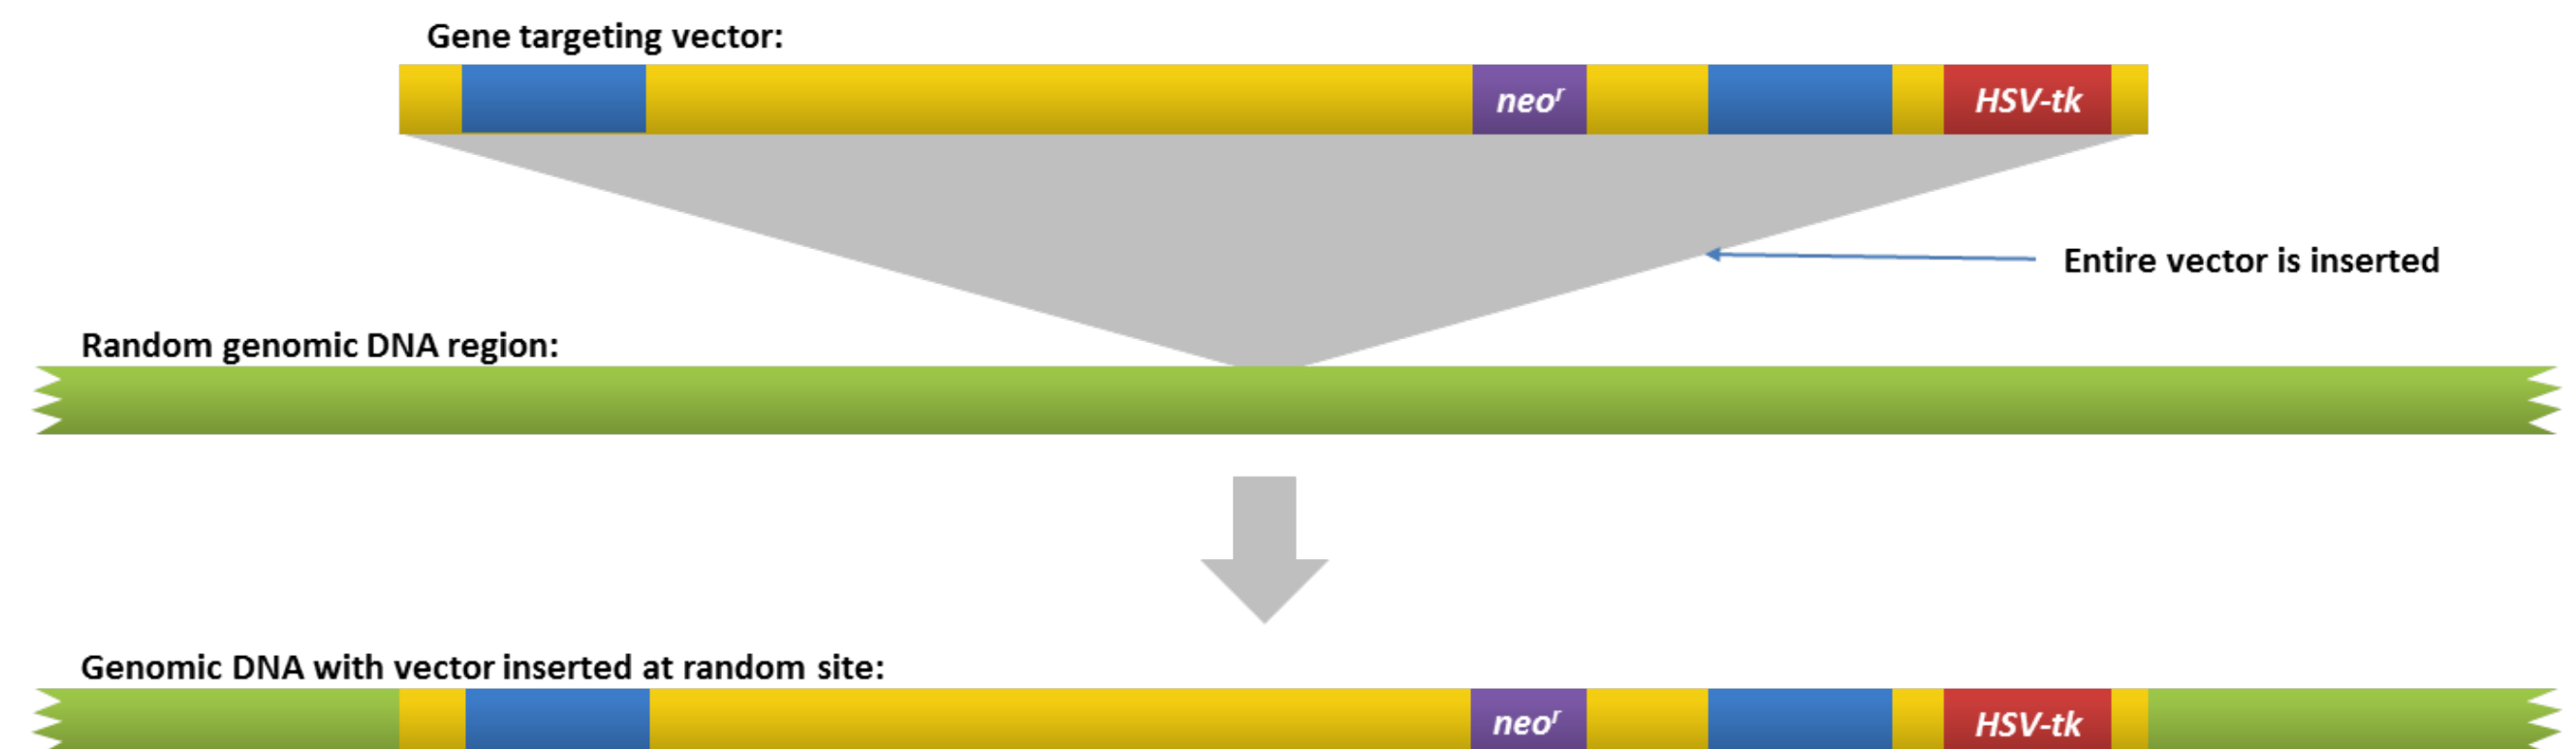 Gene targeting vector:
neoʳ
HSV-tk
Entire vector is inserted
Random genomic DNA region:
Genomic DNA with vector inserted at random site:
neoʳ
HSV-tk